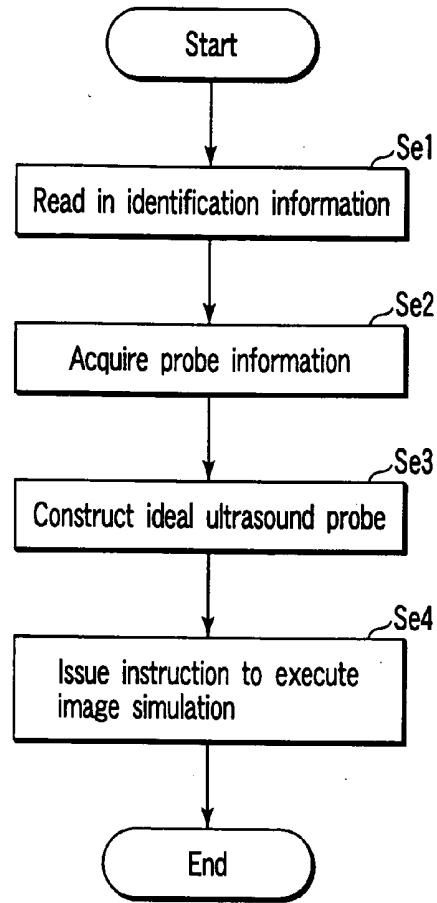 Start
Se1
Read in identification information
Se2
Acquire probe information
Se3
Construct ideal ultrasound probe
Se4
Issue instruction to execute
image simulation
End